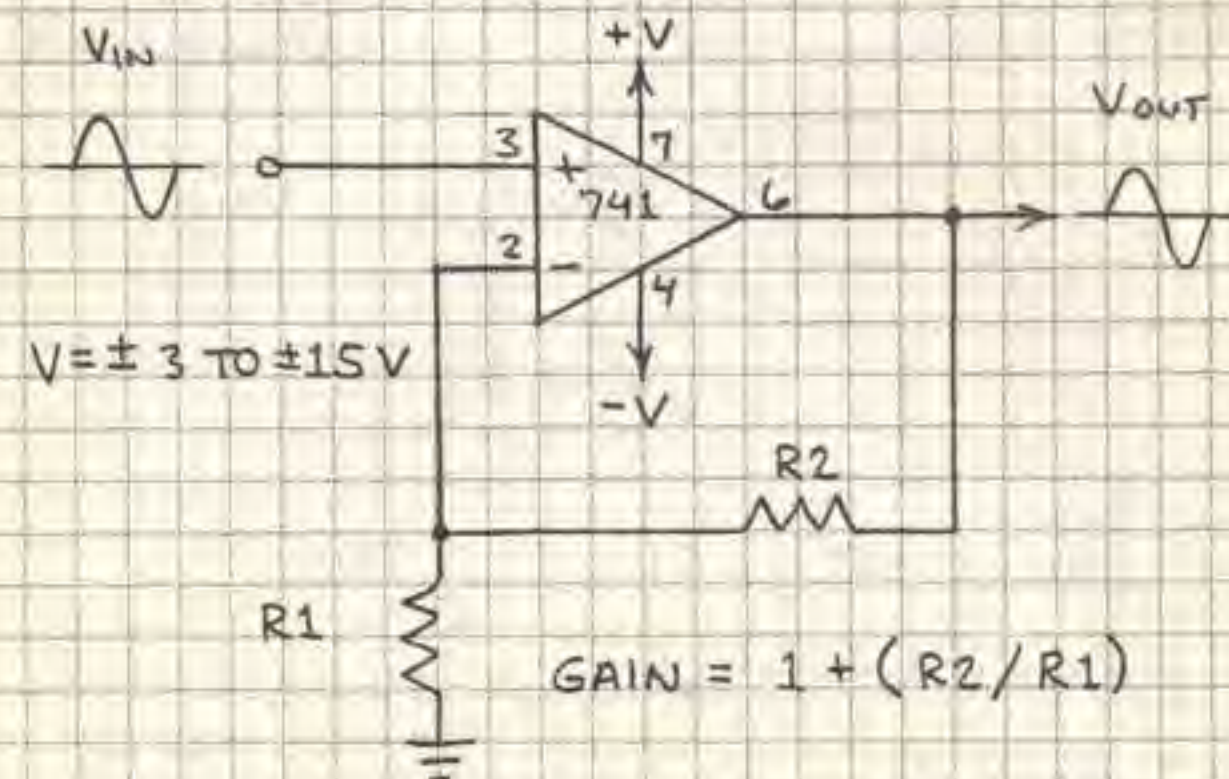 VIN
+V
VOUT
3
7
+
741
6
2
-
4
V = ± 3 TO ±15 V
-V
R2
R1
GAIN = 1 + (R2/R1)